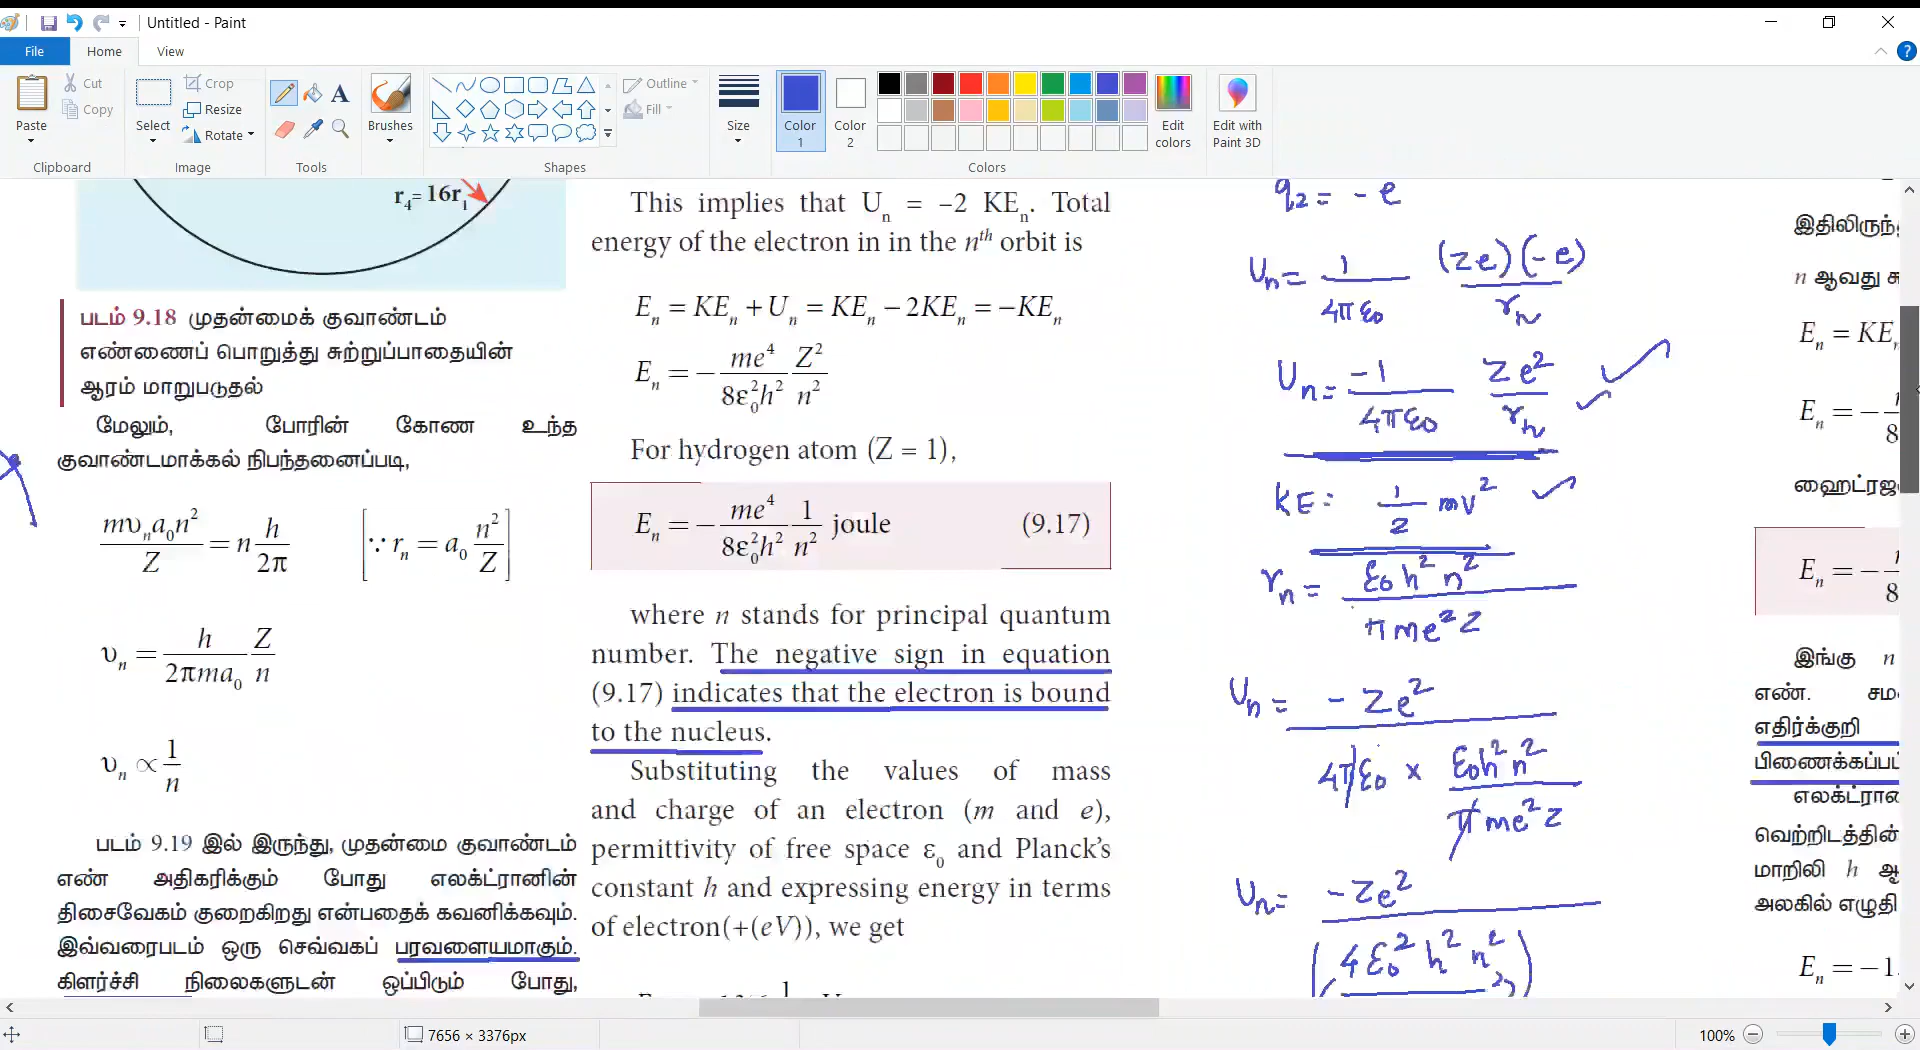 Untitled - Paint
File Home View
Paste
Cut
Copy
Clipboard
Select
Crop
Resize
Rotate
Image
A
Tools
Brushes
Outline
Fill
Shapes
Size
Color 1
Color 2
Edit colors
Colors
Edit with Paint 3D
r₄= 16r₁
படம் 9.18 முதன்மைக் குவாண்டம்
எண்ணைப் பொறுத்து சுற்றுப்பாதையின்
ஆரம் மாறுபடுதல்
மேலும், போரின் கோண உந்த
குவாண்டமாக்கல் நிபந்தனைப்படி,
mυₙa₀n²/Z = n h/2π [∵ rₙ = a₀ n²/Z]
υₙ = h/2πma₀ Z/n
υₙ ∝ 1/n
படம் 9.19 இல் இருந்து, முதன்மை குவாண்டம்
எண் அதிகரிக்கும் போது எலக்ட்ரானின்
திசைவேகம் குறைகிறது என்பதைக் கவனிக்கவும்.
இவ்வரைபடம் ஒரு செவ்வகப் பரவளையமாகும்.
கிளர்ச்சி நிலைகளுடன் ஒப்பிடும் போது,
This implies that Uₙ = –2 KEₙ. Total
energy of the electron in in the nth orbit is
Eₙ = KEₙ + Uₙ = KEₙ − 2KEₙ = −KEₙ
Eₙ = − me⁴/8ε₀²h² Z²/n²
For hydrogen atom (Z = 1),
Eₙ = − me⁴/8ε₀²h² 1/n² joule (9.17)
where n stands for principal quantum
number. The negative sign in equation
(9.17) indicates that the electron is bound
to the nucleus.
Substituting the values of mass
and charge of an electron (m and e),
permittivity of free space ε₀ and Planck's
constant h and expressing energy in terms
of electron(+(eV)), we get
q₂ = - e
Uₙ = 1/4πε₀ (Ze)(-e)/rₙ
Uₙ = -1/4πε₀ Ze²/rₙ
KE = 1/2 mv²
rₙ = ε₀h²n²/πme²Z
Uₙ = -Ze²/4πε₀ × ε₀h²n²/πme²Z
Uₙ = -Ze²
(4ε₀²h²n²
இதிலிருந்
n ஆவது சு
Eₙ = KE
Eₙ = −
8
ஹைட்ரஜ
Eₙ = −
8
இங்கு n
எண். சம
எதிர்க்குறி
பிணைக்கப்ப
எலக்ட்ரா
வெற்றிடத்தின்
மாறிலி h
அலகில் எழுதி
Eₙ = −1
7656 × 3376px
100%